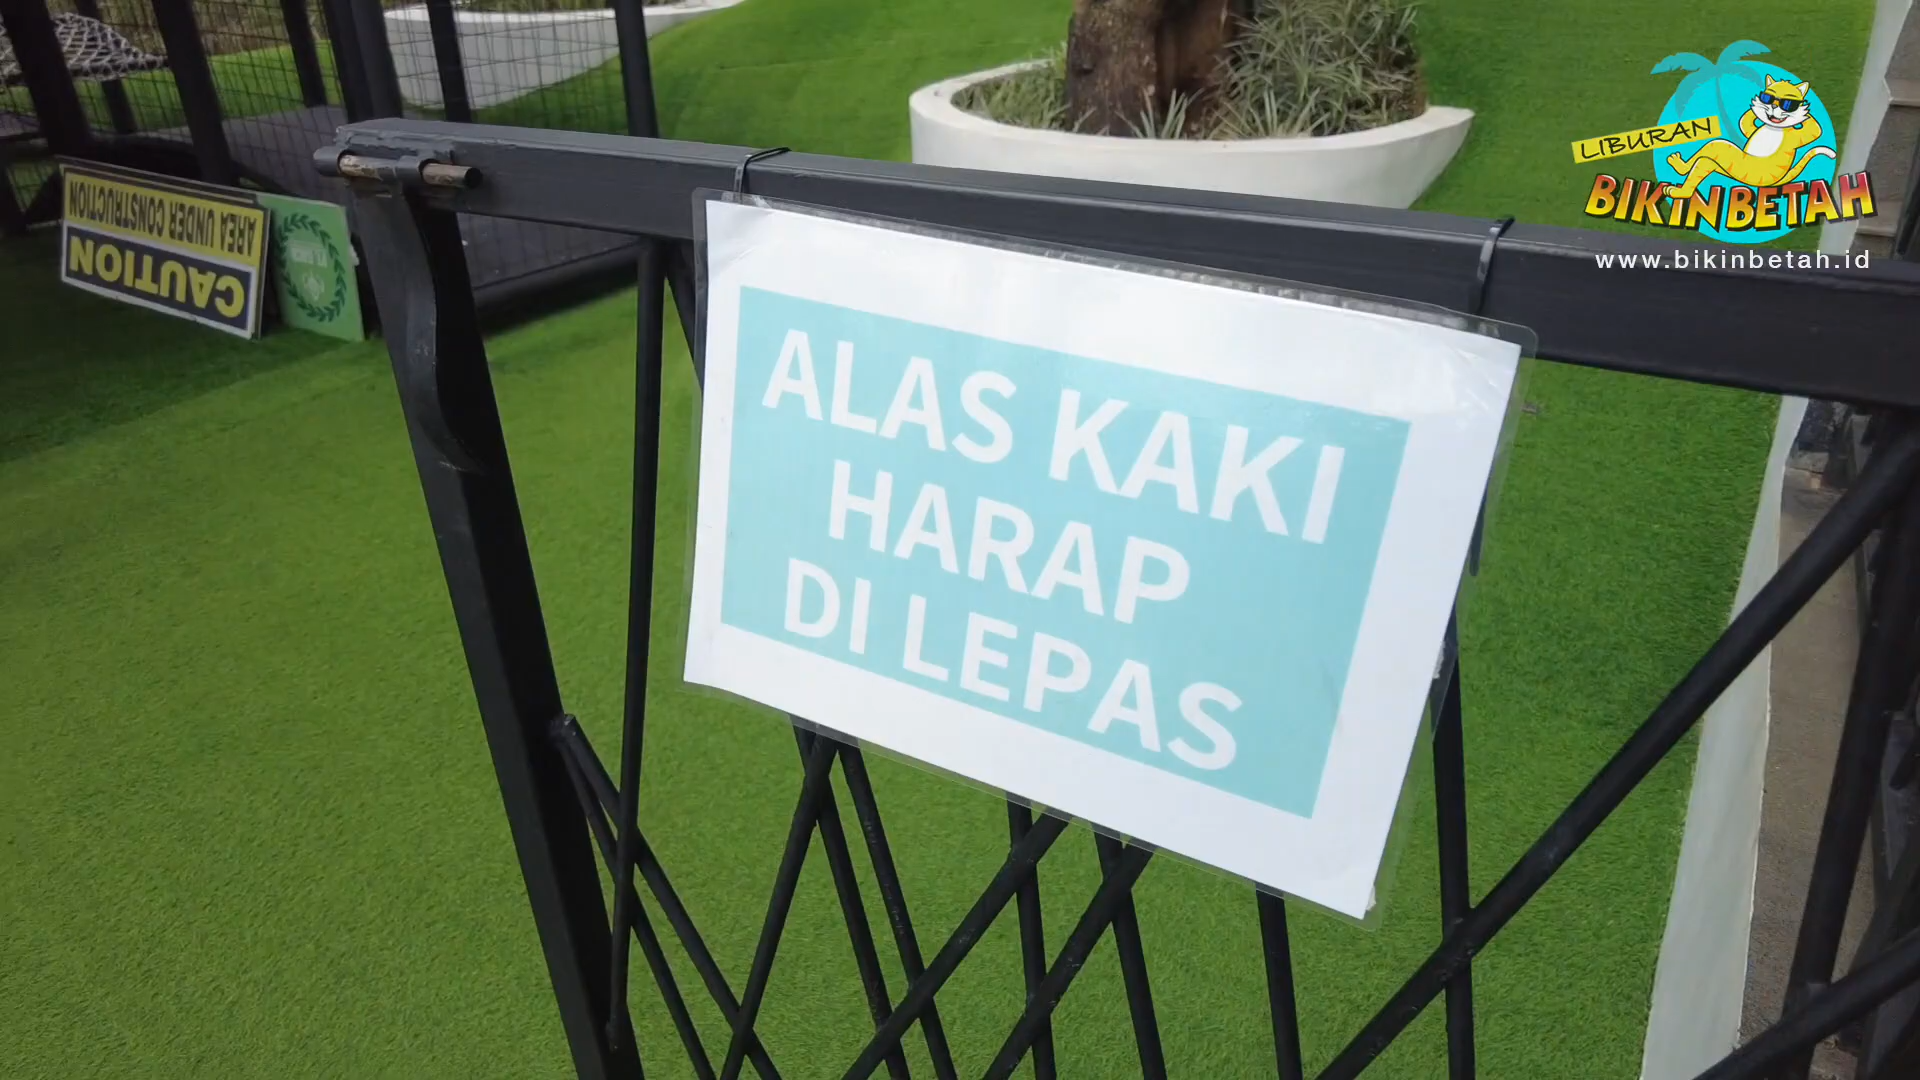 LIBURAN
BIKINBETAH
www.bikinbetah.id
CAUTION
AREA UNDER CONSTRUCTION
ALAS KAKI
HARAP
DI LEPAS